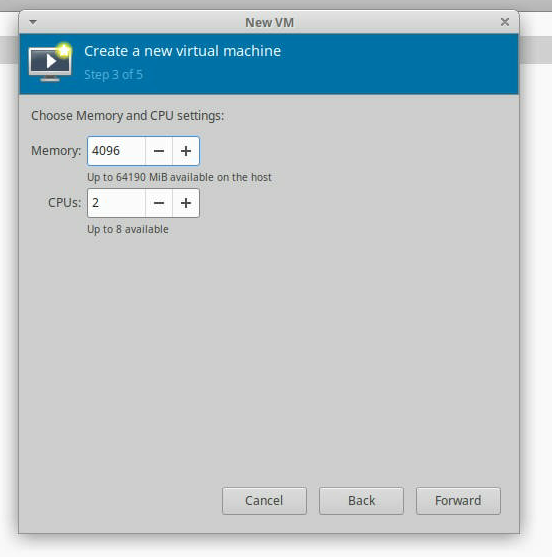 New VM
Create a new virtual machine
Step 3 of 5
Choose Memory and CPU settings:
Memory: 4096 − +
Up to 64190 MiB available on the host
CPUs: 2 − +
Up to 8 available
Cancel Back Forward